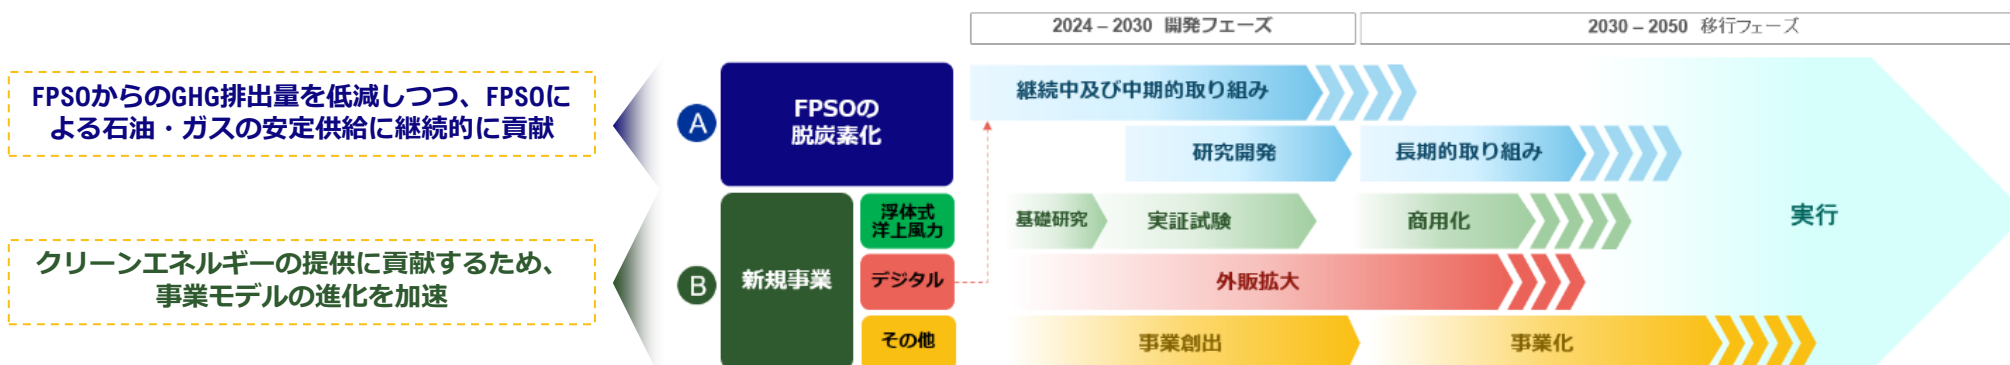 2024 – 2030 開発フェーズ
2030 – 2050 移行フェーズ
FPSOからのGHG排出量を低減しつつ、FPSOに
よる石油・ガスの安定供給に継続的に貢献
A
FPSOの
脱炭素化
継続中及び中期的取り組み
研究開発
長期的取り組み
クリーンエネルギーの提供に貢献するため、
事業モデルの進化を加速
B
新規事業
浮体式
洋上風力
基礎研究
実証試験
商用化
デジタル
外販拡大
その他
事業創出
事業化
実行